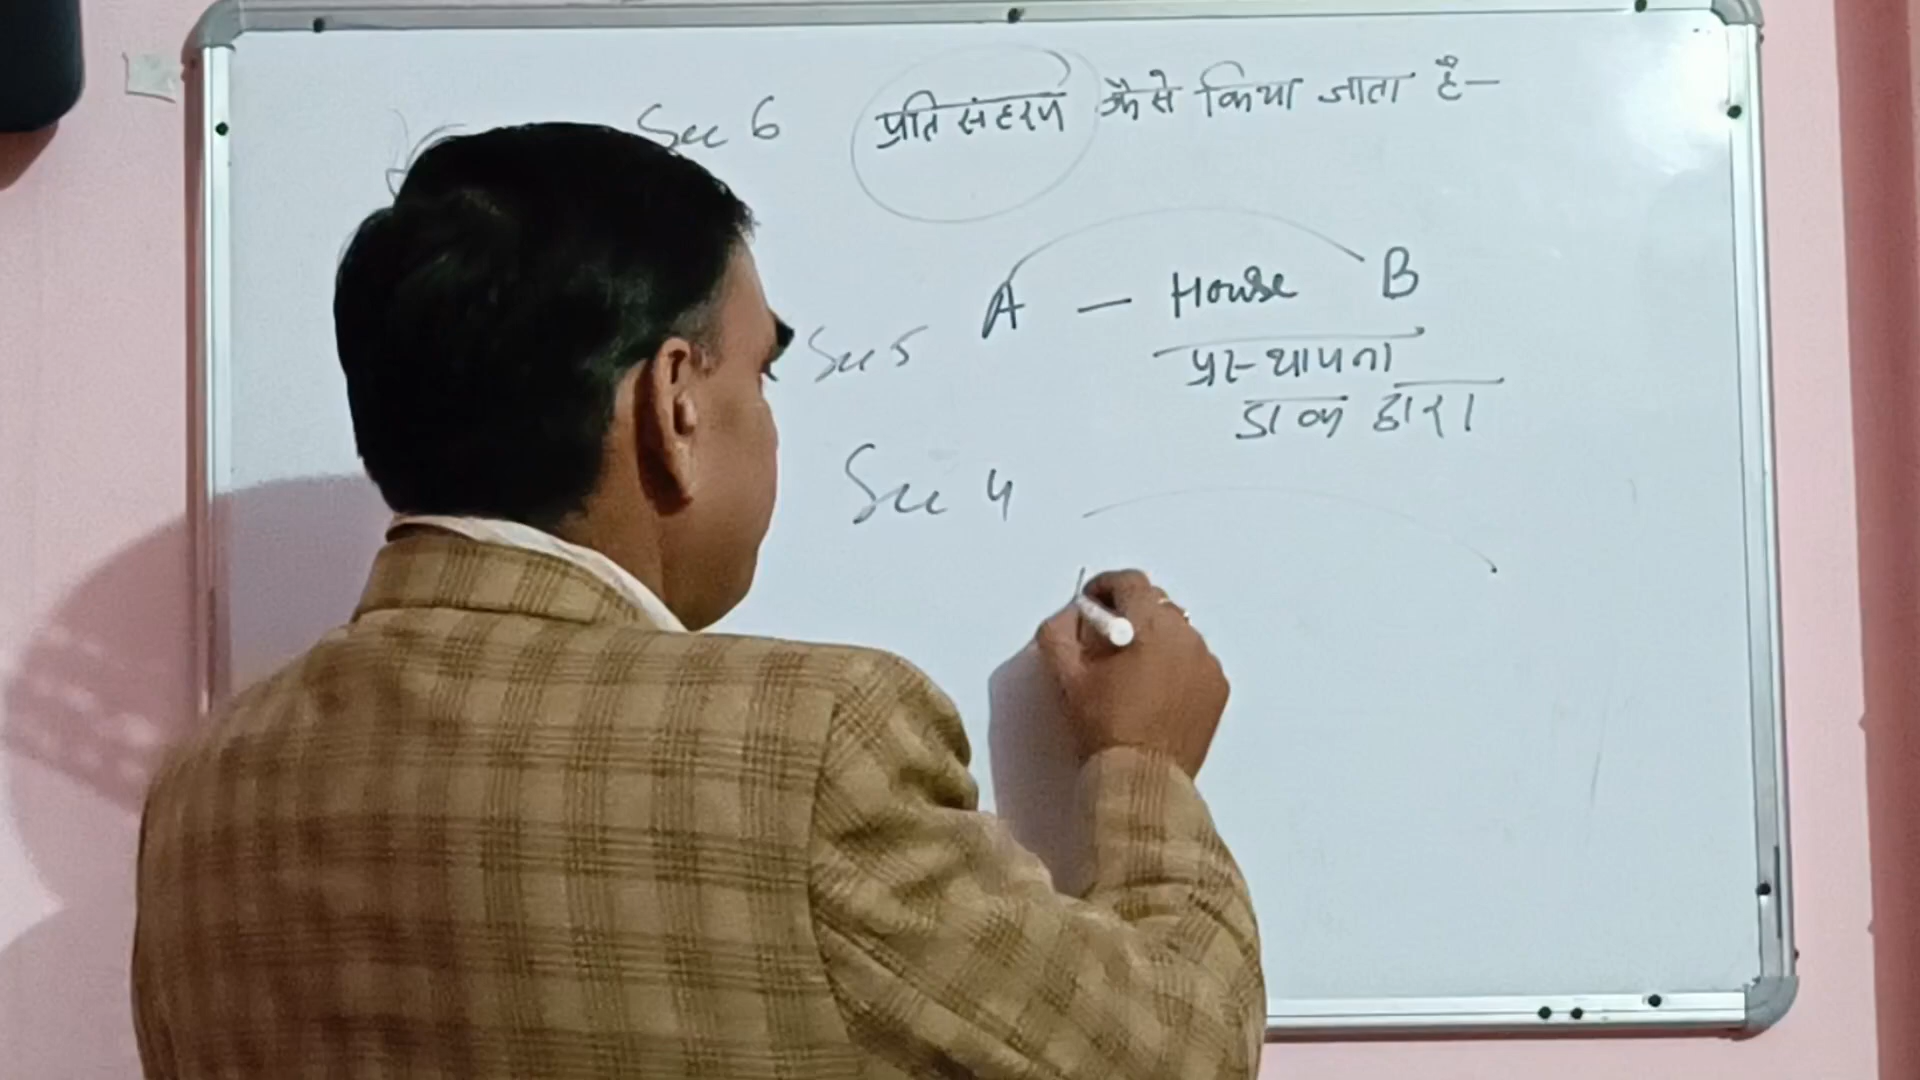 Sec 6 प्रतिसंहरण कैसे किया जाता है—
Sec 5 A — House B
प्रस्थापना
डाक द्वारा
Sec 4